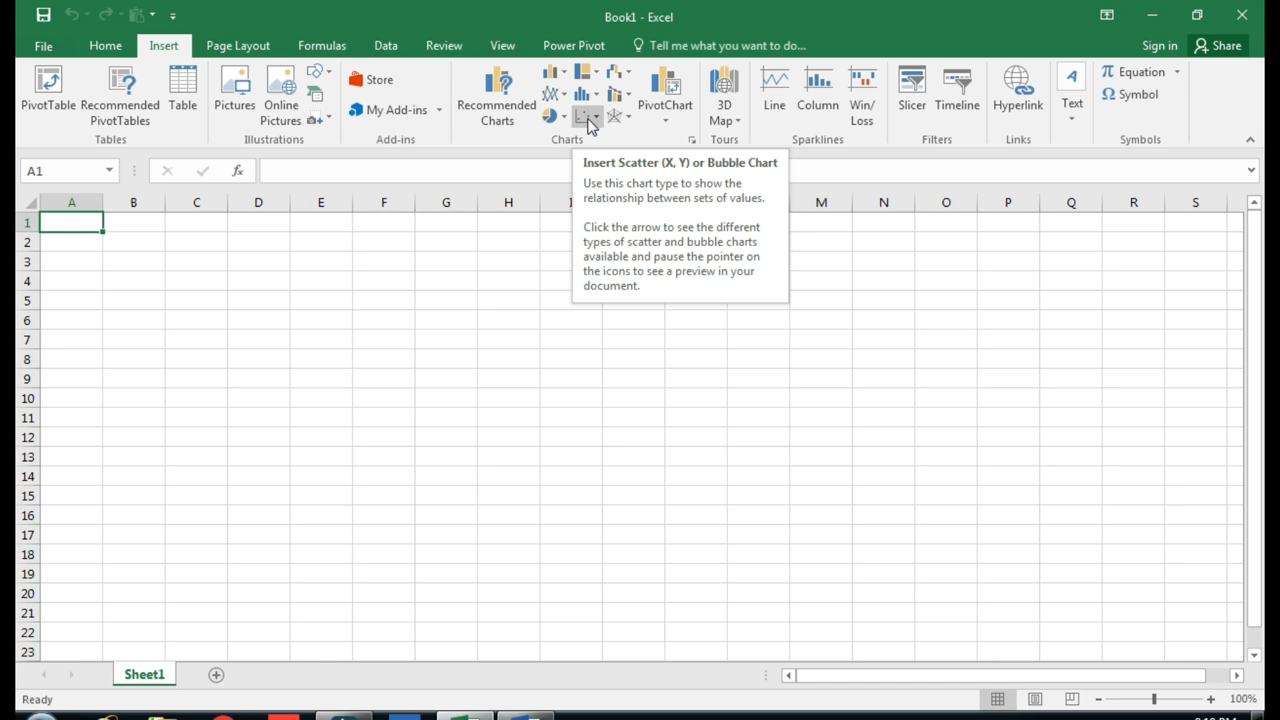 Book1 - Excel
File Home Insert Page Layout Formulas Data Review View Power Pivot Tell me what you want to do... Sign in Share
PivotTable
Recommended
PivotTables
Table
Pictures
Online
Pictures
Store
My Add-ins
Recommended
Charts
PivotChart
3D
Map
Line
Column
Win/
Loss
Slicer
Timeline
Hyperlink
A
Text
π Equation
Ω Symbol
Tables Illustrations Add-ins Charts Tours Sparklines Filters Links Symbols
A1 fx
Insert Scatter (X, Y) or Bubble Chart
Use this chart type to show the
relationship between sets of values.
Click the arrow to see the different
types of scatter and bubble charts
available and pause the pointer on
the icons to see a preview in your
document.
A B C D E F G H M N O P Q R S
1
2
3
4
5
6
7
8
9
10
11
12
13
14
15
16
17
18
19
20
21
22
23
Sheet1
Ready
100%